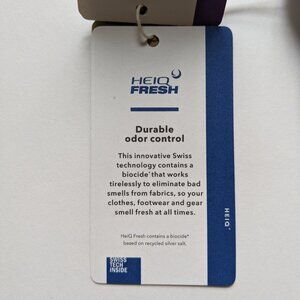 HEIQ
FRESH
Durable
odor control
This innovative Swiss
technology contains a
biocide* that works
tirelessly to eliminate bad
smells from fabrics, so your
clothes, footwear and gear
smell fresh at all times.
HeiQ Fresh contains a biocide*
based on recycled silver salt.
SWISS
TECH
INSIDE
HEIQ